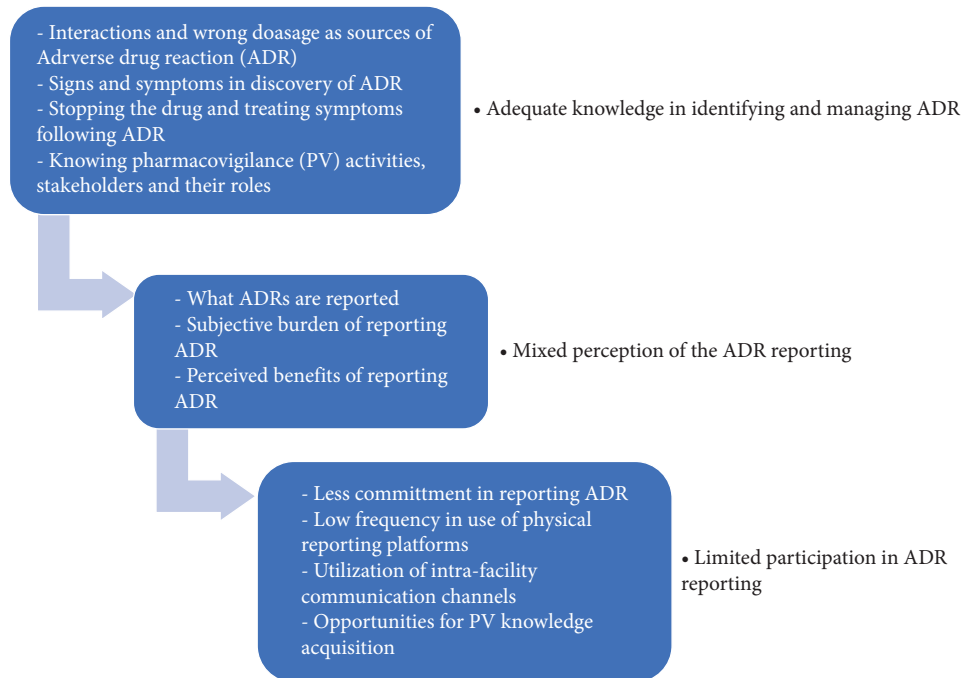 - Interactions and wrong doasage as sources of
Adrverse drug reaction (ADR)
- Signs and symptoms in discovery of ADR
- Stopping the drug and treating symptoms
following ADR
- Knowing pharmacovigilance (PV) activities,
stakeholders and their roles
• Adequate knowledge in identifying and managing ADR
- What ADRs are reported
- Subjective burden of reporting
ADR
- Perceived benefits of reporting
ADR
• Mixed perception of the ADR reporting
- Less committment in reporting ADR
- Low frequency in use of physical
reporting platforms
- Utilization of intra-facility
communication channels
- Opportunities for PV knowledge
acquisition
• Limited participation in ADR
reporting